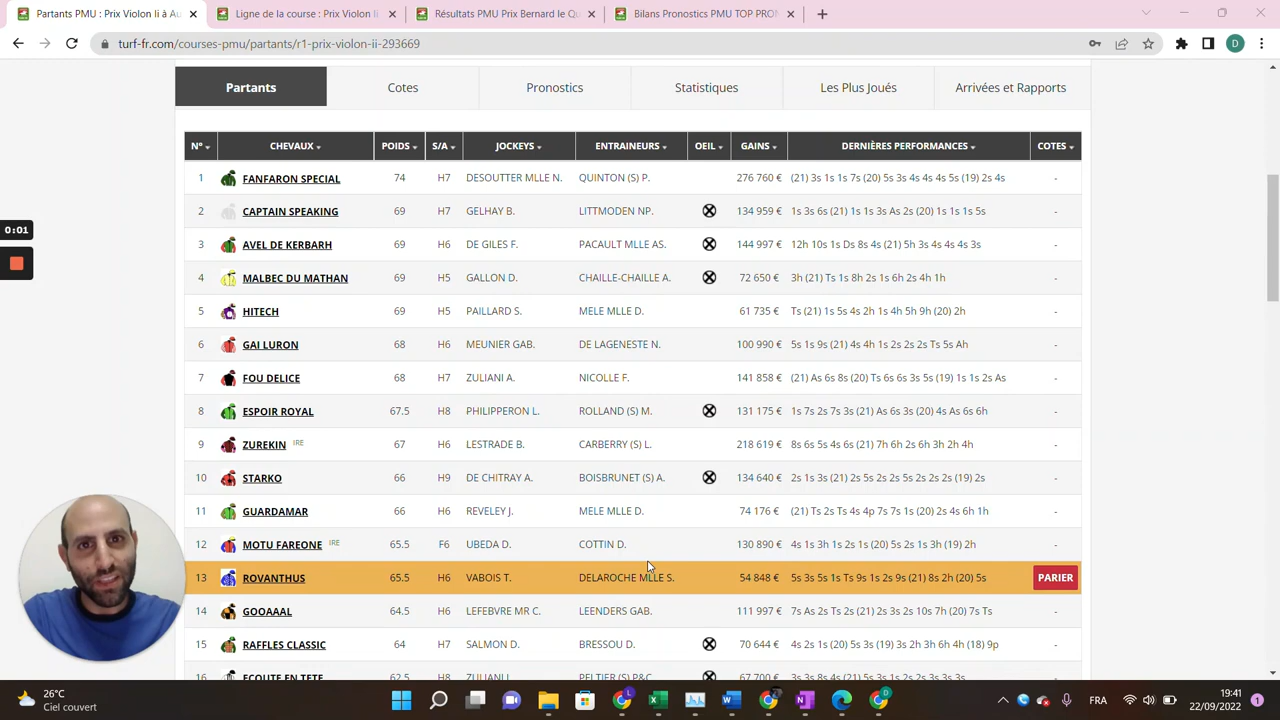 Partants PMU : Prix Violon Ii à Au
Ligne de la course : Prix Violon Ii
Résultats PMU Prix Bernard le Qu
Bilans Pronostics PMU TOP PRO
turf-fr.com/courses-pmu/partants/r1-prix-violon-ii-293669
D
Partants Cotes Pronostics Statistiques Les Plus Joués Arrivées et Rapports
N° CHEVAUX POIDS S/A JOCKEYS ENTRAINEURS OEIL GAINS DERNIÈRES PERFORMANCES COTES
1 FANFARON SPECIAL 74 H7 DESOUTTER MLLE N. QUINTON (S) P. 276 760 € (21) 3s 1s 1s 7s (20) 5s 3s 4s 4s 4s 5s (19) 2s 4s -
2 CAPTAIN SPEAKING 69 H7 GELHAY B. LITTMODEN NP. 134 959 € 1s 3s 6s (21) 1s 1s 3s As 2s (20) 1s 1s 1s 5s -
0:01
3 AVEL DE KERBARH 69 H6 DE GILES F. PACAULT MLLE AS. 144 997 € 12h 10s 1s Ds 8s 4s (21) 5h 3s 4s 4s 4s 3s -
4 MALBEC DU MATHAN 69 H5 GALLON D. CHAILLE-CHAILLE A. 72 650 € 3h (21) Ts 1s 8h 2s 1s 6h 2s 4h 1h -
5 HITECH 69 H5 PAILLARD S. MELE MLLE D. 61 735 € Ts (21) 1s 5s 4s 2h 1s 4h 5h 9h (20) 2h -
6 GAI LURON 68 H6 MEUNIER GAB. DE LAGENESTE N. 100 990 € 5s 1s 9s (21) 4s 4h 1s 2s 2s 2s Ts 5s Ah -
7 FOU DELICE 68 H7 ZULIANI A. NICOLLE F. 141 858 € (21) As 6s 8s (20) Ts 6s 6s 3s 5s (19) 1s 1s 2s As -
8 ESPOIR ROYAL 67.5 H8 PHILIPPERON L. ROLLAND (S) M. 131 175 € 1s 7s 2s 7s 3s (21) As 6s 3s (20) 4s As 6s 6h -
9 ZUREKIN IRE 67 H6 LESTRADE B. CARBERRY (S) L. 218 619 € 8s 6s 5s 4s 6s (21) 7h 6h 2s 6h 3h 2h 4h -
10 STARKO 66 H9 DE CHITRAY A. BOISBRUNET (S) A. 134 640 € 2s 1s 3s (21) 2s 5s 2s 2s 5s 2s 2s 2s (19) 2s -
11 GUARDAMAR 66 H6 REVELEY J. MELE MLLE D. 74 176 € (21) Ts 2s Ts 4s 4p 7s 7s 1s (20) 2s 4s 6h 1h -
12 MOTU FAREONE IRE 65.5 F6 UBEDA D. COTTIN D. 130 890 € 4s 1s 3h 1s 2s 1s (20) 5s 2s 1s 3h (19) 2h -
13 ROVANTHUS 65.5 H6 VABOIS T. DELAROCHE MLLE S. 54 848 € 5s 3s 5s 1s Ts 9s 1s 2s 9s (21) 8s 2h (20) 5s PARIER
14 GOOAAAL 64.5 H6 LEFEBVRE MR C. LEENDERS GAB. 111 997 € 7s As 2s Ts 2s (21) 2s 3s 2s 10s 7h (20) 7s Ts -
15 RAFFLES CLASSIC 64 H7 SALMON D. BRESSOU D. 70 644 € 4s 2s 1s (20) 5s 5s (19) 3s 2h 3h 6h 4h (18) 9p -
16 ECOUTE EN TETE 62.5 H8 ZULIANI L. PELTIER (S) P&C.
26°C
Ciel couvert
FRA
19:41
22/09/2022
1